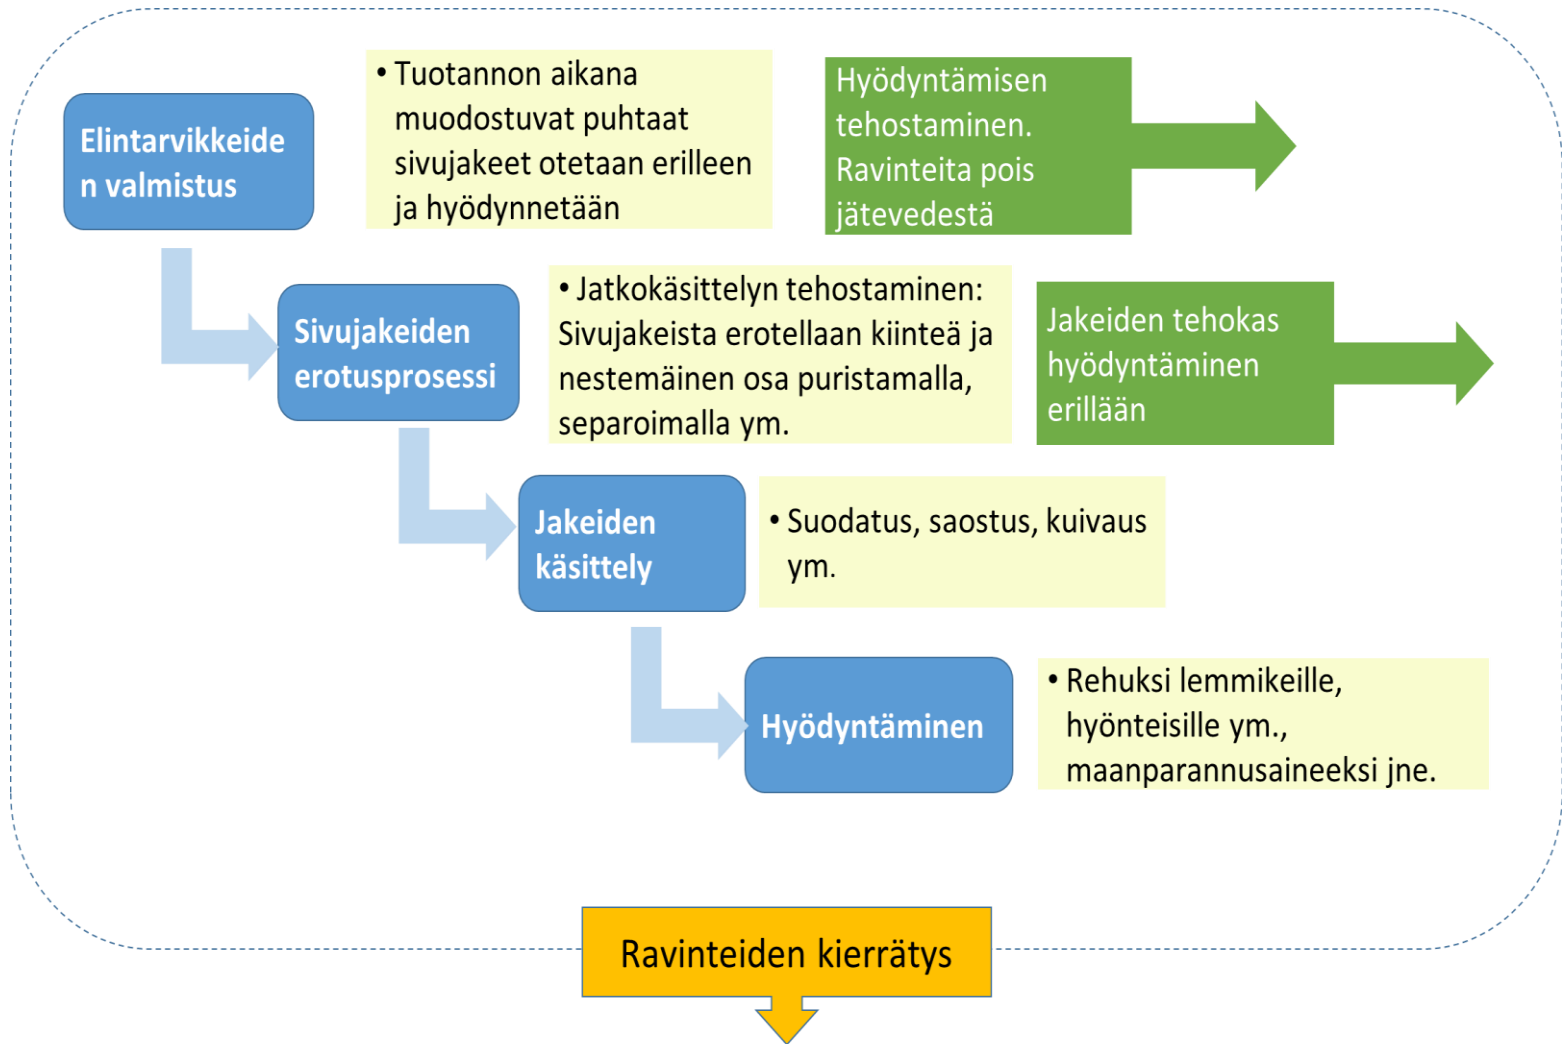 Elintarvikkeide
n valmistus
• Tuotannon aikana
muodostuvat puhtaat
sivujakeet otetaan erilleen
ja hyödynnetään
Hyödyntämisen
tehostaminen.
Ravinteita pois
jätevedestä
Sivujakeiden
erotusprosessi
• Jatkokäsittelyn tehostaminen:
Sivujakeista erotellaan kiinteä ja
nestemäinen osa puristamalla,
separoimalla ym.
Jakeiden tehokas
hyödyntäminen
erillään
Jakeiden
käsittely
• Suodatus, saostus, kuivaus
ym.
Hyödyntäminen
• Rehuksi lemmikeille,
hyönteisille ym.,
maanparannusaineeksi jne.
Ravinteiden kierrätys